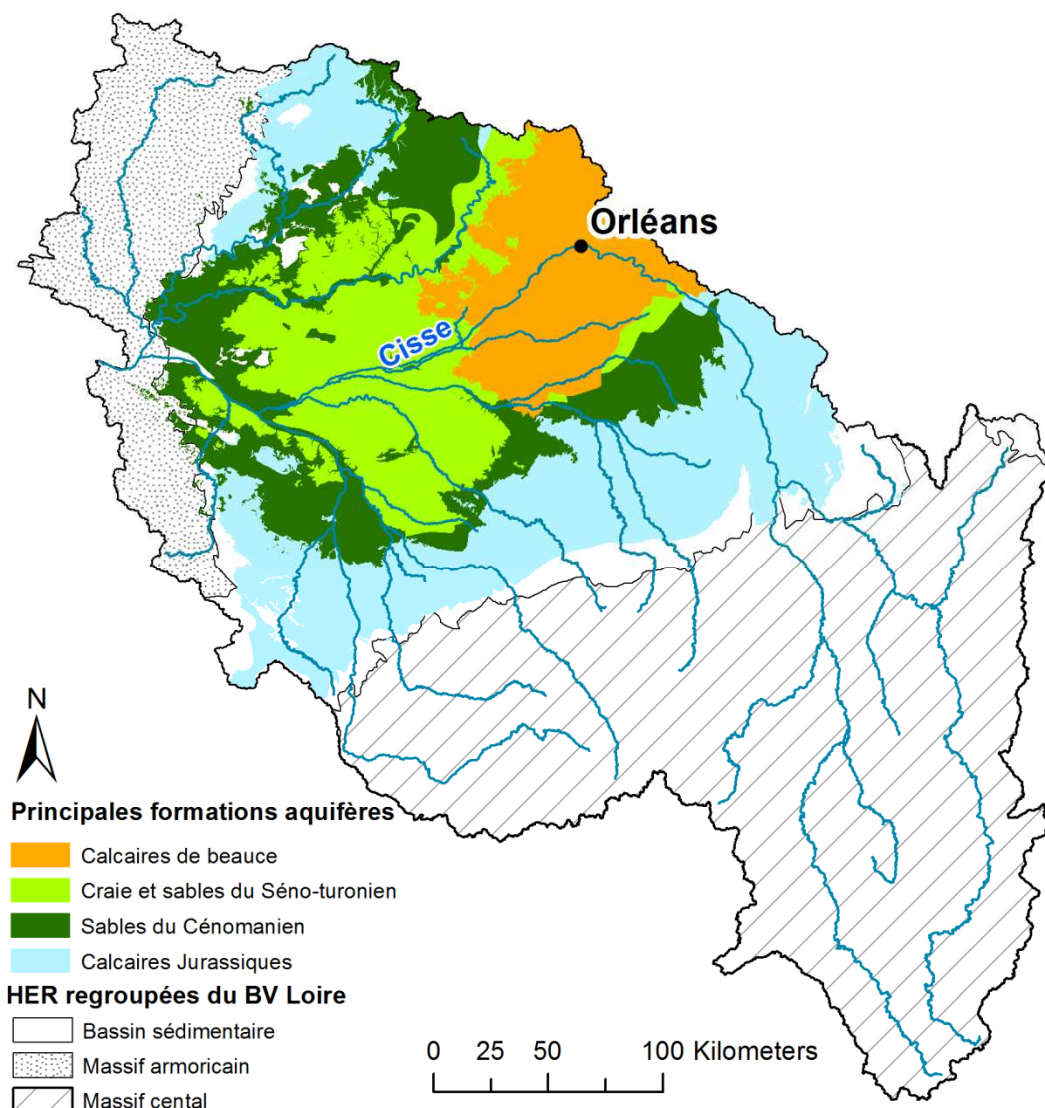 Orléans
Cisse
N
Principales formations aquifères
Calcaires de beauce
Craie et sables du Séno-turonien
Sables du Cénomanien
Calcaires Jurassiques
HER regroupées du BV Loire
Bassin sédimentaire
Massif armoricain
Massif cental
0 25 50 100 Kilometers